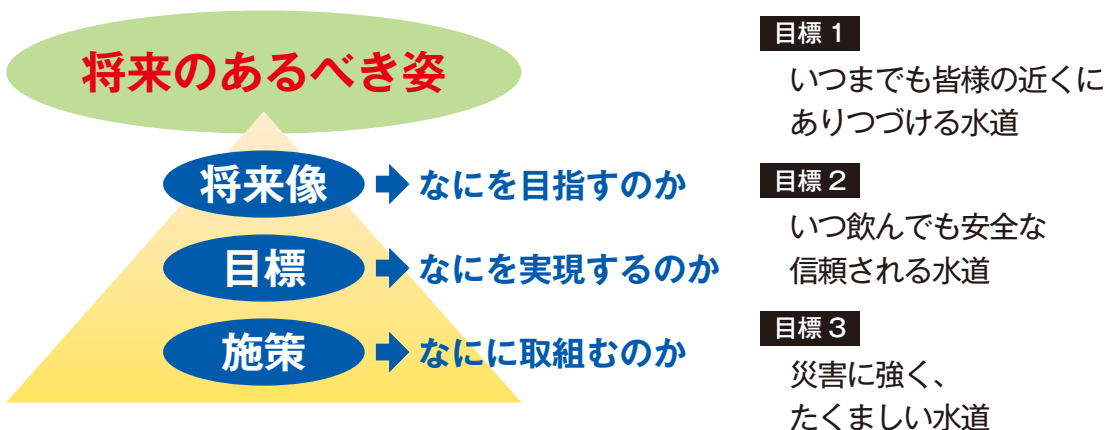 将来のあるべき姿
将来像
なにを目指すのか
目標
なにを実現するのか
施策
なにに取組むのか
目標 1
いつまでも皆様の近くに
ありつづける水道
目標 2
いつ飲んでも安全な
信頼される水道
目標 3
災害に強く、
たくましい水道